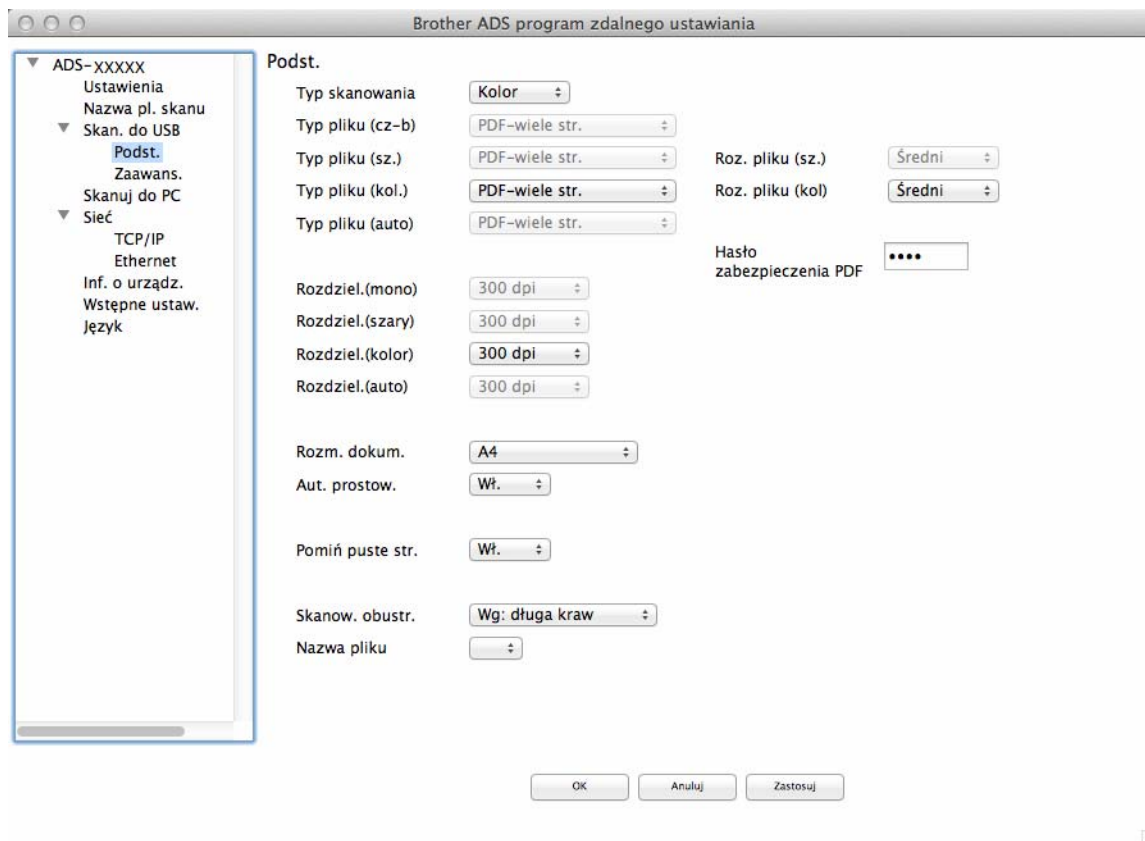 Brother ADS program zdalnego ustawiania
ADS-XXXXX
Ustawienia
Nazwa pl. skanu
Skan. do USB
Podst.
Zaawans.
Skanuj do PC
Sieć
TCP/IP
Ethernet
Inf. o urządz.
Wstępne ustaw.
Język
Podst.
Typ skanowania Kolor
Typ pliku (cz-b) PDF-wiele str.
Typ pliku (sz.) PDF-wiele str. Roz. pliku (sz.) Średni
Typ pliku (kol.) PDF-wiele str. Roz. pliku (kol) Średni
Typ pliku (auto) PDF-wiele str.
Hasło
zabezpieczenia PDF ••••
Rozdziel.(mono) 300 dpi
Rozdziel.(szary) 300 dpi
Rozdziel.(kolor) 300 dpi
Rozdziel.(auto) 300 dpi
Rozm. dokum. A4
Aut. prostow. Wł.
Pomiń puste str. Wł.
Skanow. obustr. Wg: długa kraw
Nazwa pliku
OK Anuluj Zastosuj